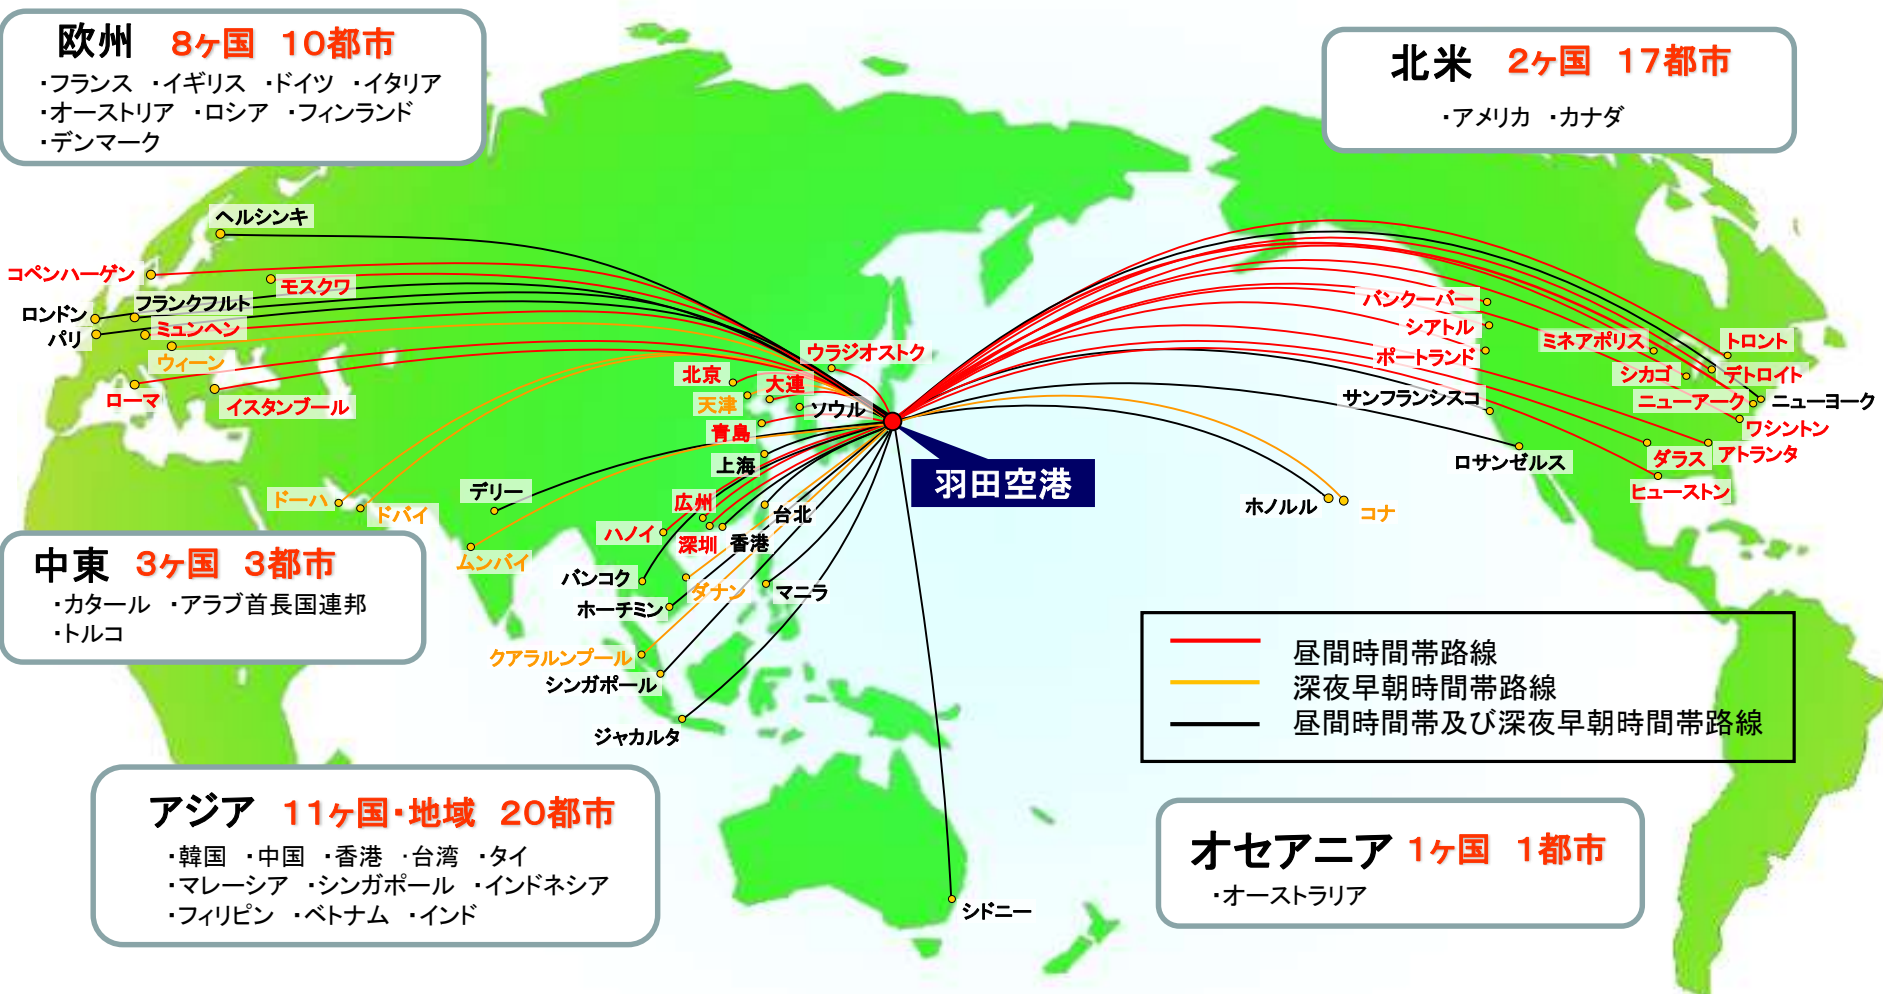 欧州 8ヶ国 10都市
・フランス ・イギリス ・ドイツ ・イタリア
・オーストリア ・ロシア ・フィンランド
・デンマーク
北米 2ヶ国 17都市
・アメリカ ・カナダ
ヘルシンキ
コペンハーゲン
モスクワ
フランクフルト
ロンドン
パリ
ミュンヘン
ウィーン
ローマ
イスタンブール
ウラジオストク
北京
大連
天津
ソウル
青島
上海
羽田空港
デリー
ドーハ
ドバイ
ムンバイ
広州
ハノイ
深圳
香港
台北
バンコク
ダナン
マニラ
ホーチミン
クアラルンプール
シンガポール
ジャカルタ
シドニー
バンクーバー
シアトル
ポートランド
サンフランシスコ
ロサンゼルス
ホノルル
コナ
ミネアポリス
トロント
シカゴ
デトロイト
ニューアーク
ニューヨーク
ワシントン
アトランタ
ダラス
ヒューストン
中東 3ヶ国 3都市
・カタール ・アラブ首長国連邦
・トルコ
昼間時間帯路線
深夜早朝時間帯路線
昼間時間帯及び深夜早朝時間帯路線
アジア 11ヶ国・地域 20都市
・韓国 ・中国 ・香港 ・台湾 ・タイ
・マレーシア ・シンガポール ・インドネシア
・フィリピン ・ベトナム ・インド
オセアニア 1ヶ国 1都市
・オーストラリア